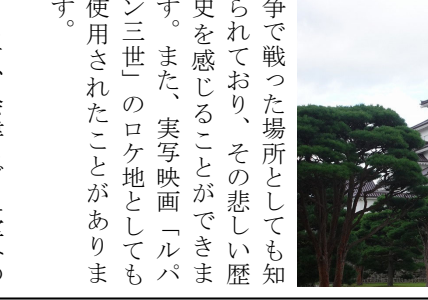 争で戦った場所としても知
られており、その悲しい歴
史を感じることができま
す。また、実写映画「ルパ
ン三世」のロケ地としても
使用されたことがありま
す。